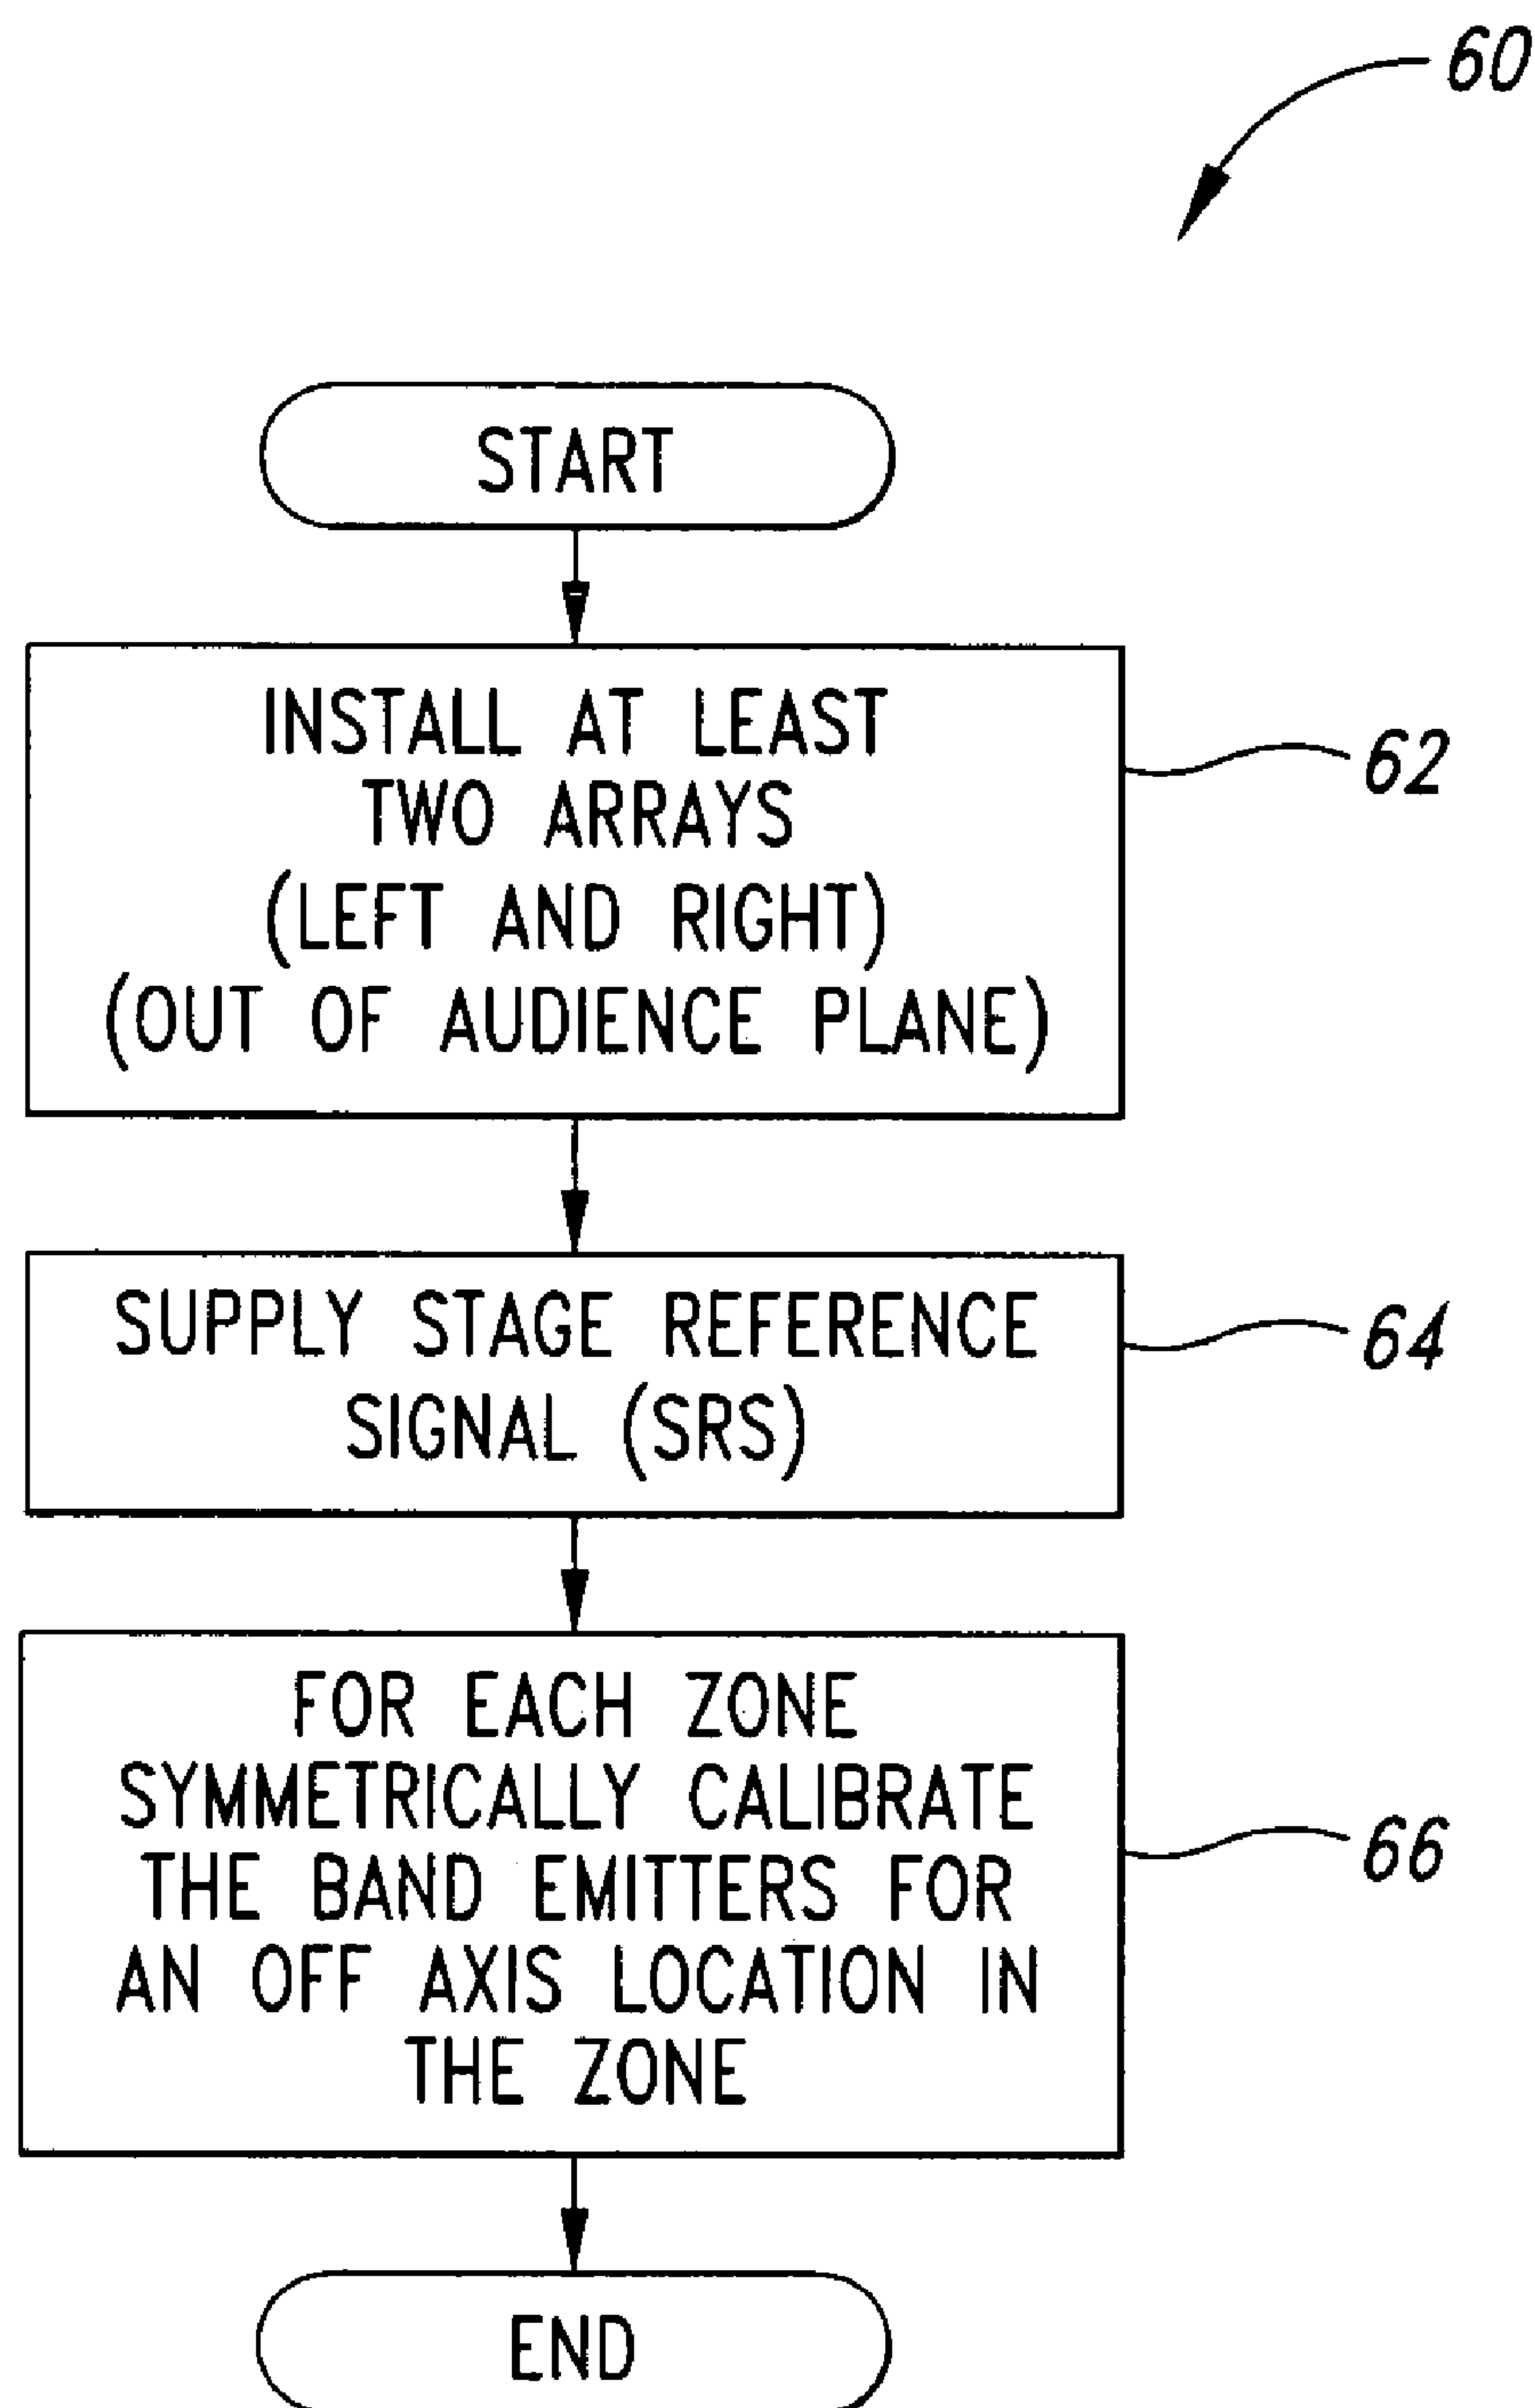 60
START
INSTALL AT LEAST
TWO ARRAYS
(LEFT AND RIGHT)
(OUT OF AUDIENCE PLANE)
62
SUPPLY STAGE REFERENCE
SIGNAL (SRS)
64
FOR EACH ZONE
SYMMETRICALLY CALIBRATE
THE BAND EMITTERS FOR
AN OFF AXIS LOCATION IN
THE ZONE
66
END